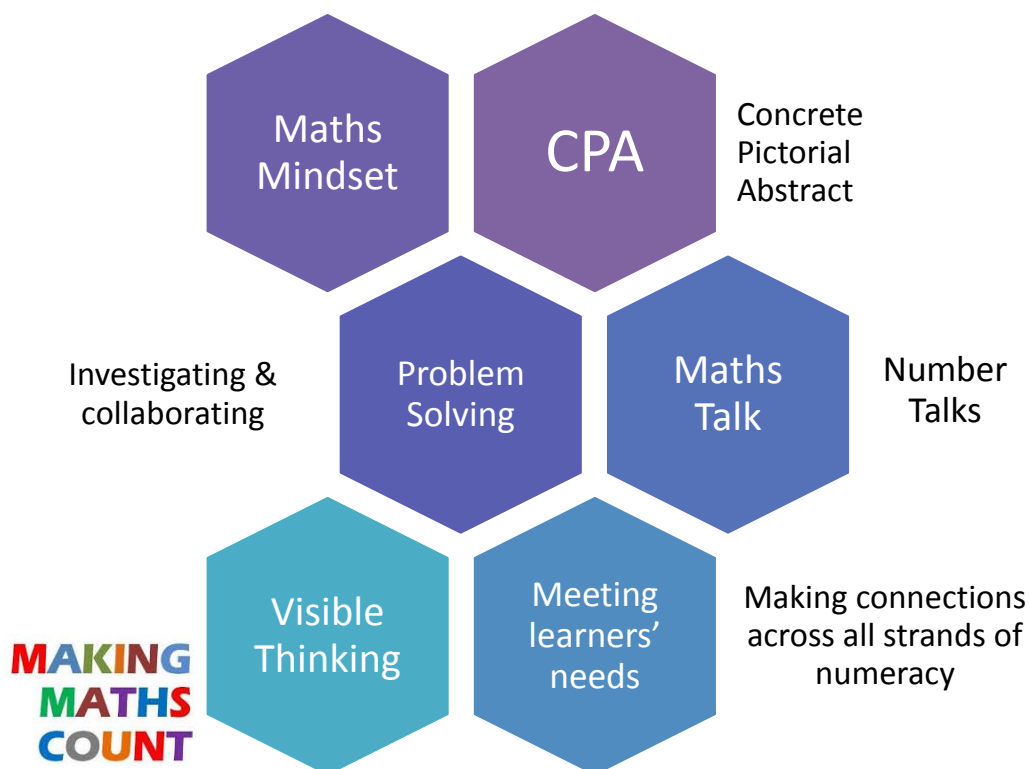 Maths
Mindset
CPA
Concrete
Pictorial
Abstract
Investigating &
collaborating
Problem
Solving
Maths
Talk
Number
Talks
Visible
Thinking
Meeting
learners’
needs
Making connections
across all strands of
numeracy
MAKING
MATHS
COUNT